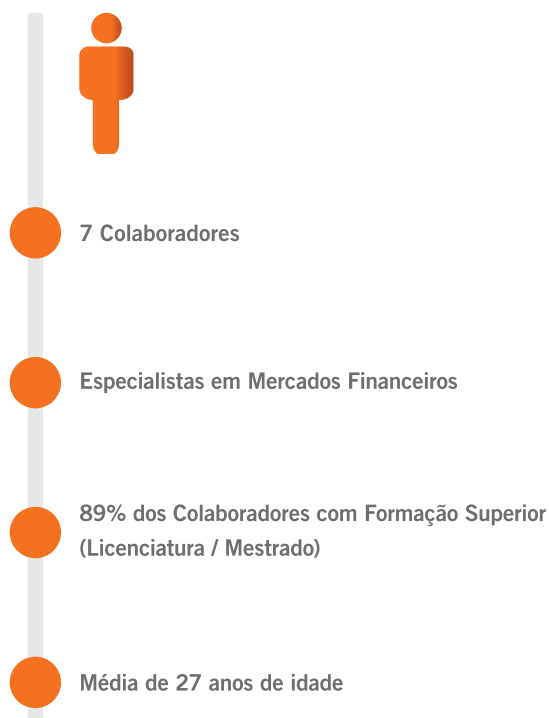 7 Colaboradores
Especialistas em Mercados Financeiros
89% dos Colaboradores com Formação Superior
(Licenciatura / Mestrado)
Média de 27 anos de idade